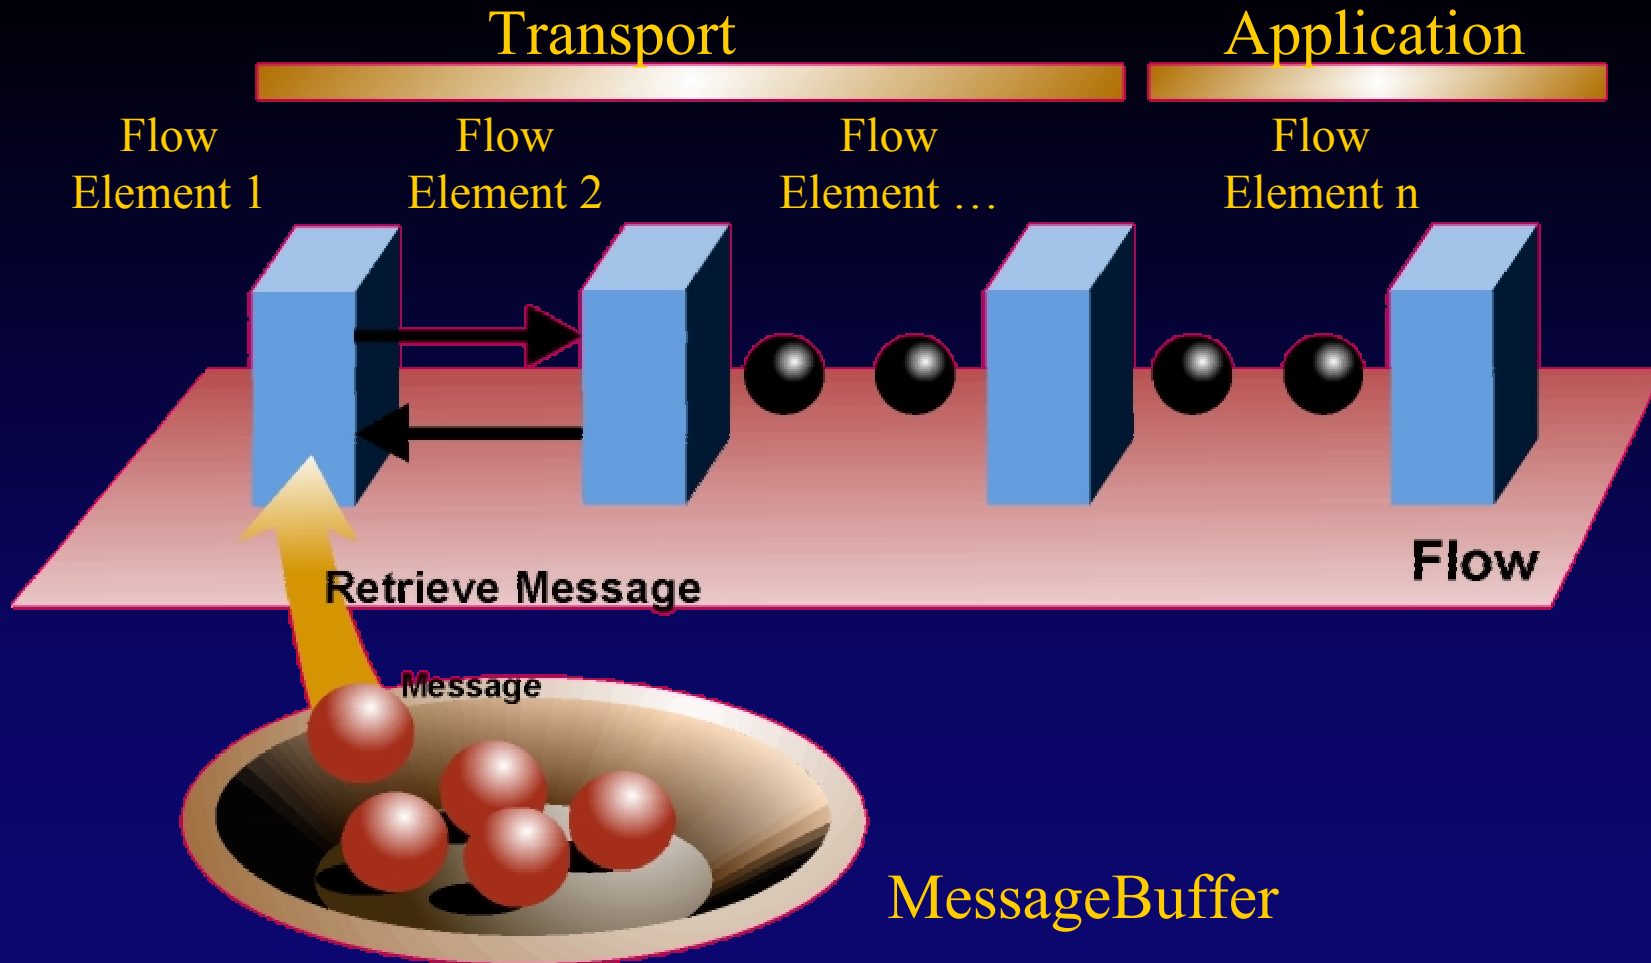 Transport
Application
Flow
Element 1
Flow
Element 2
Flow
Element …
Flow
Element n
Flow
Retrieve Message
Message
MessageBuffer